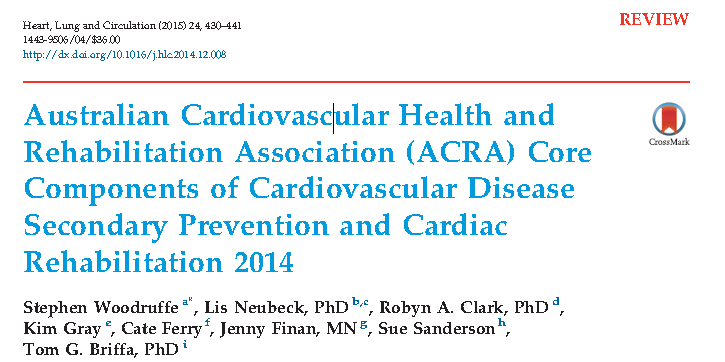 Heart, Lung and Circulation (2015) 24, 430–441
1443-9506/04/$36.00
http://dx.doi.org/10.1016/j.hlc.2014.12.008
REVIEW
Australian Cardiovascular Health and
Rehabilitation Association (ACRA) Core
Components of Cardiovascular Disease
Secondary Prevention and Cardiac
Rehabilitation 2014
CrossMark
Stephen Woodruffe a*, Lis Neubeck, PhD b,c, Robyn A. Clark, PhD d,
Kim Gray e, Cate Ferry f, Jenny Finan, MN g, Sue Sanderson h,
Tom G. Briffa, PhD i